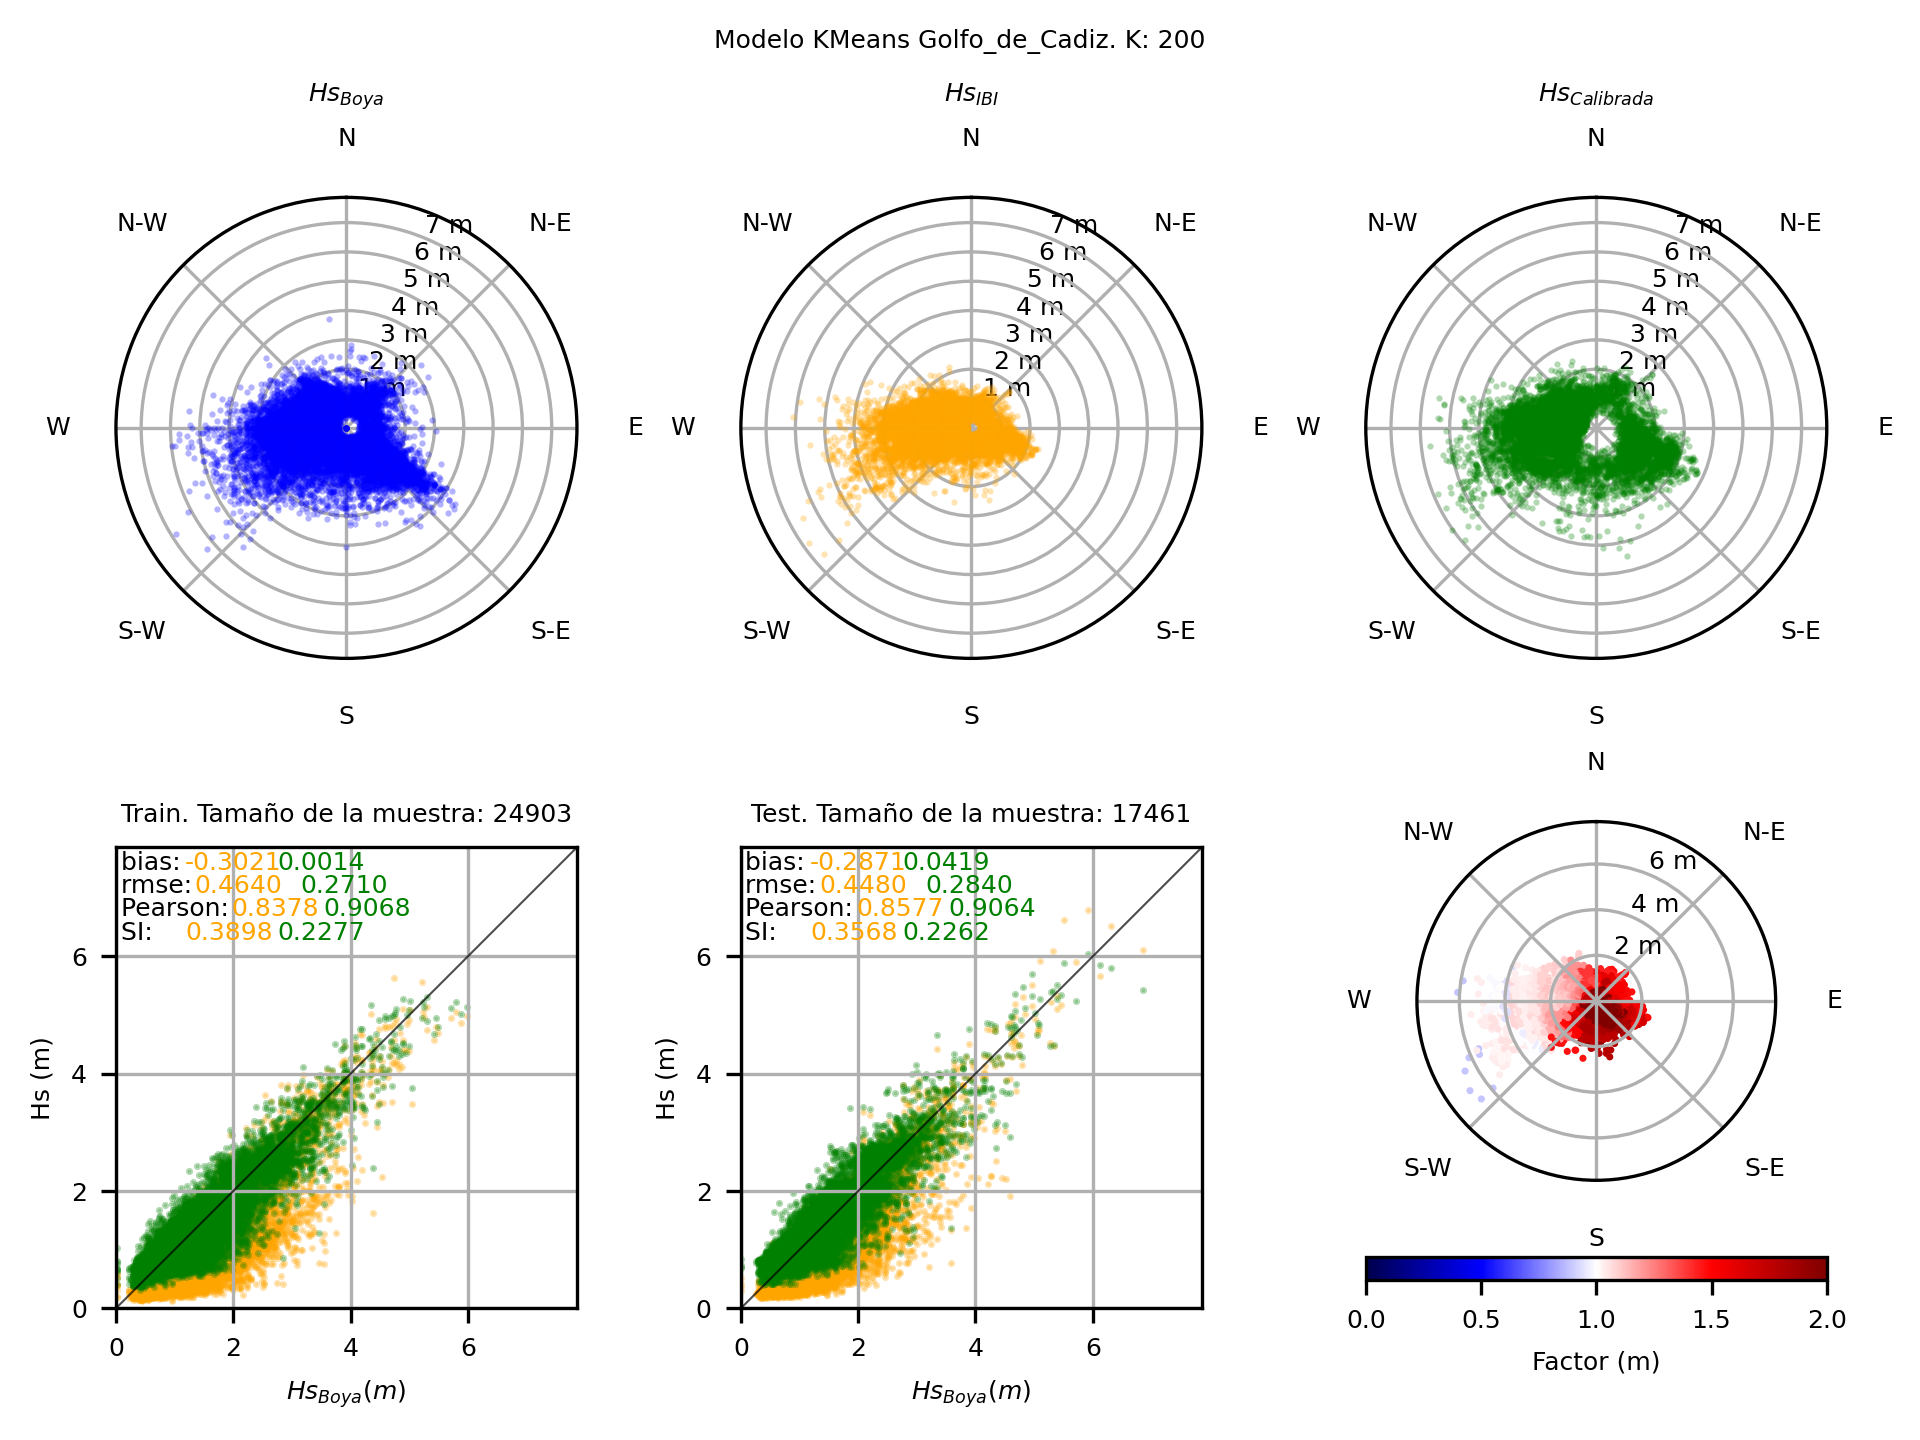 Modelo KMeans Golfo_de_Cadiz. K: 200
Hs_Boya
N
N-W
N-E
W
E
S-W
S-E
S
7 m
6 m
5 m
4 m
3 m
2 m
1 m
Hs_IBI
N
N-W
N-E
W
E
S-W
S-E
S
7 m
6 m
5 m
4 m
3 m
2 m
1 m
Hs_Calibrada
N
N-W
N-E
W
E
S-W
S-E
S
7 m
6 m
5 m
4 m
3 m
2 m
m
Train. Tamaño de la muestra: 24903
bias: -0.3021 0.0014
rmse: 0.4640 0.2710
Pearson: 0.8378 0.9068
SI: 0.3898 0.2277
Hs (m)
6
4
2
0
0 2 4 6
Hs_Boya(m)
Test. Tamaño de la muestra: 17461
bias: -0.2871 0.0419
rmse: 0.4480 0.2840
Pearson: 0.8577 0.9064
SI: 0.3568 0.2262
Hs (m)
6
4
2
0
0 2 4 6
Hs_Boya(m)
N
N-W
N-E
W
E
S-W
S-E
S
6 m
4 m
2 m
0.0 0.5 1.0 1.5 2.0
Factor (m)